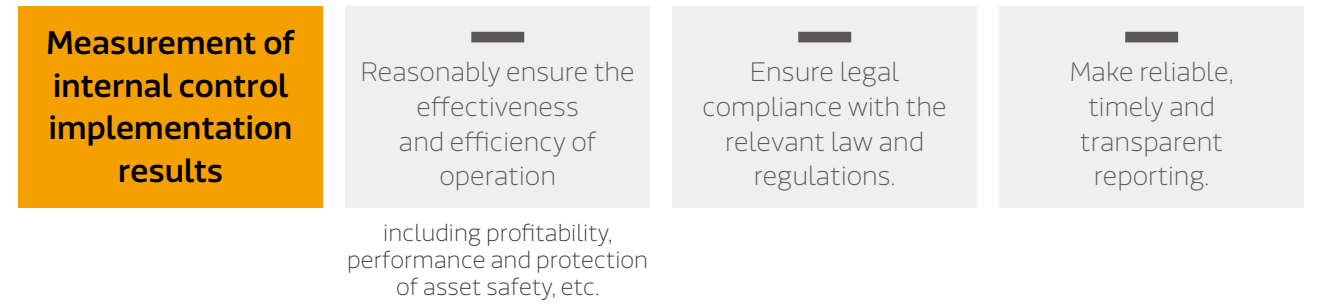 Measurement of
internal control
implementation
results
Reasonably ensure the
effectiveness
and efficiency of
operation
including profitability,
performance and protection
of asset safety, etc.
Ensure legal
compliance with the
relevant law and
regulations.
Make reliable,
timely and
transparent
reporting.